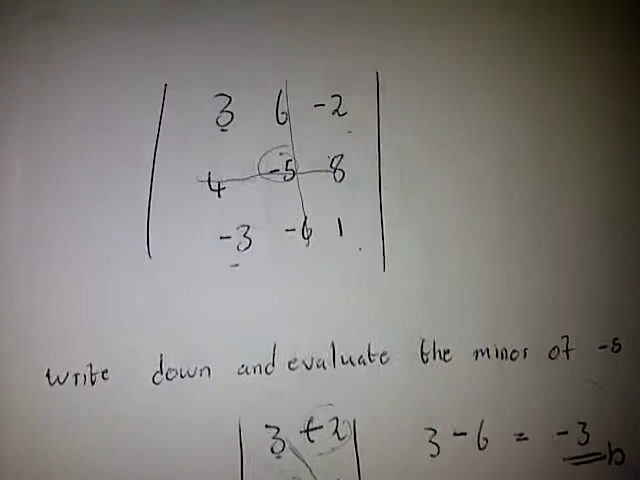 3 6 -2
4 -5 8
-3 -6 1
write down and evaluate the minor of -5
3 +2 3 - 6 = -3 b